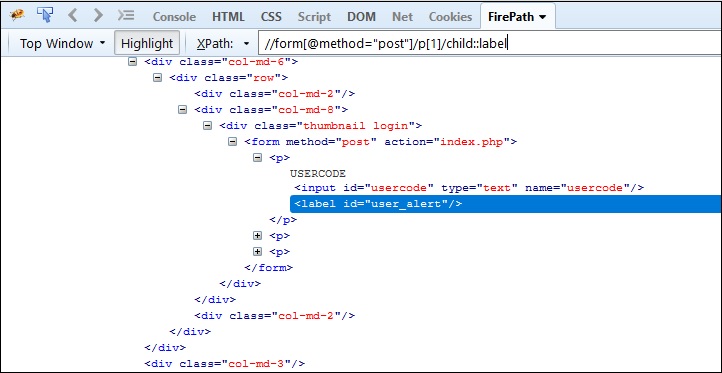 Console HTML CSS Script DOM Net Cookies FirePath
Top Window Highlight XPath: //form[@method="post"]/p[1]/child::label
<div class="col-md-6">
<div class="row">
<div class="col-md-2"/>
<div class="col-md-8">
<div class="thumbnail login">
<form method="post" action="index.php">
<p>
USERCODE
<input id="usercode" type="text" name="usercode"/>
<label id="user_alert"/>
</p>
<p>
<p>
</form>
</div>
</div>
<div class="col-md-2"/>
</div>
</div>
<div class="col-md-3"/>